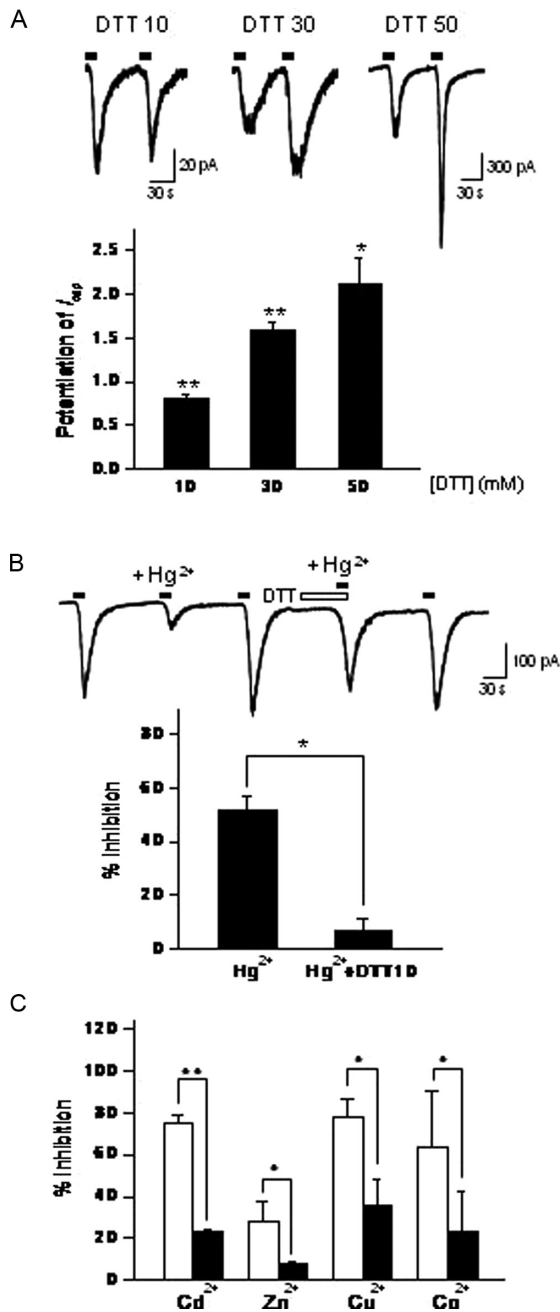 A
DTT 10 DTT 30 DTT 50
20 pA
30 s
300 pA
30 s
Potentiation of I cap
2.5
2.0
1.5
1.0
0.5
0.0
** ** *
10 30 50 [DTT] (mM)
B
+ Hg2+ DTT + Hg2+
100 pA
30 s
% Inhibition
80
60
40
20
0
*
Hg2+ Hg2+ +DTT10
C
% Inhibition
120
100
80
60
40
20
0
** * * *
Cd2+ Zn2+ Cu2+ Co2+